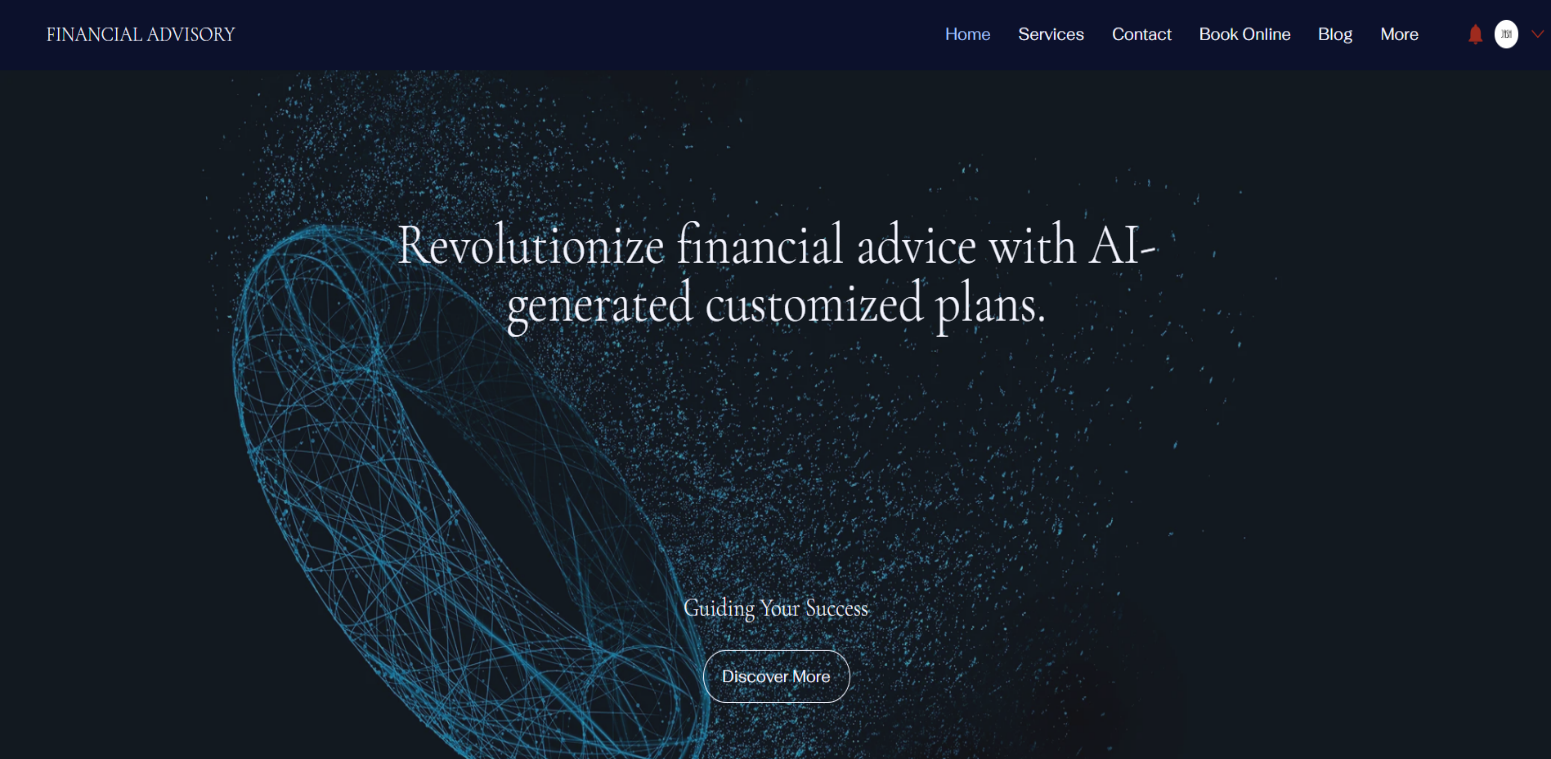 FINANCIAL ADVISORY
Home Services Contact Book Online Blog More
Revolutionize financial advice with AI-
generated customized plans.
Guiding Your Success
Discover More